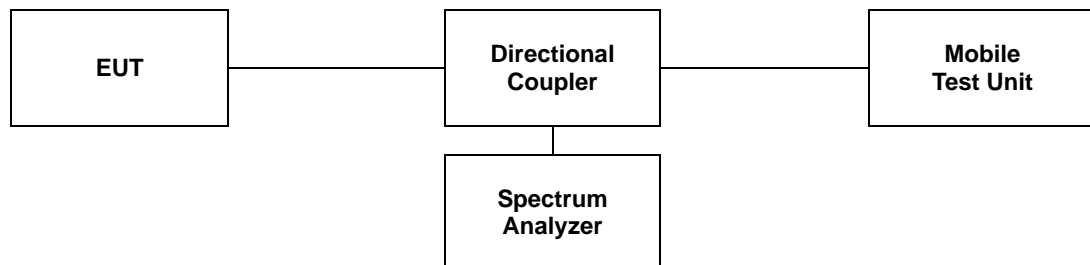 EUT
Directional
Coupler
Mobile
Test Unit
Spectrum
Analyzer